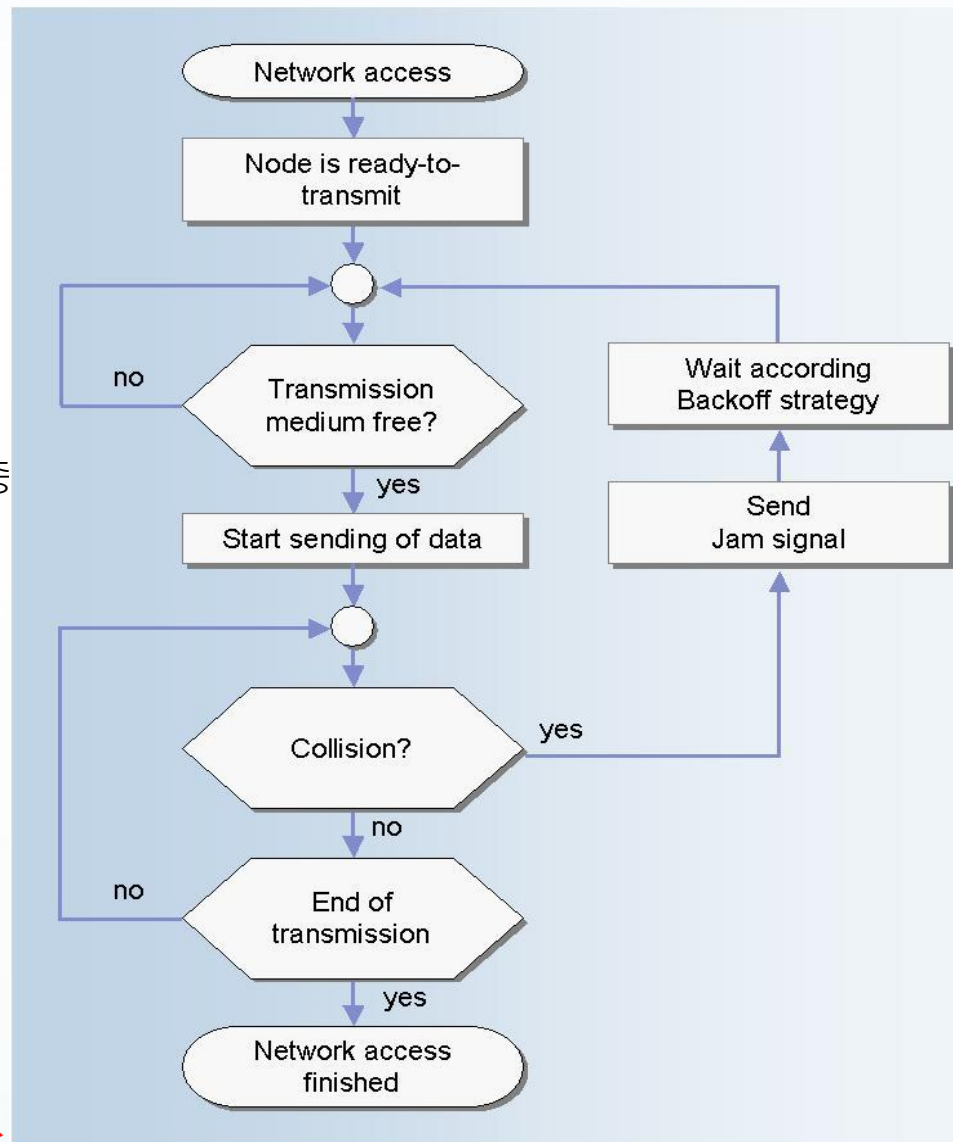 Network access
Node is ready-to-
transmit
no
Transmission
medium free?
Wait according
Backoff strategy
yes
Send
Jam signal
Start sending of data
Collision?
yes
no
no
End of
transmission
yes
Network access
finished